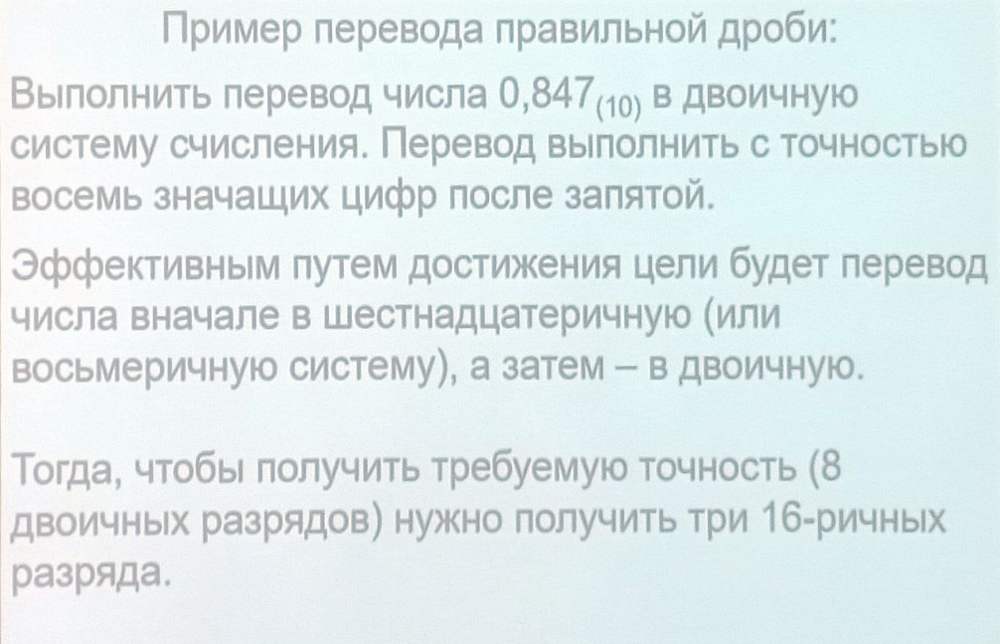 Пример перевода правильной дроби:
Выполнить перевод числа 0,847(10) в двоичную
систему счисления. Перевод выполнить с точностью
восемь значащих цифр после запятой.
Эффективным путем достижения цели будет перевод
числа вначале в шестнадцатеричную (или
восьмеричную систему), а затем – в двоичную.
Тогда, чтобы получить требуемую точность (8
двоичных разрядов) нужно получить три 16-ричных
разряда.